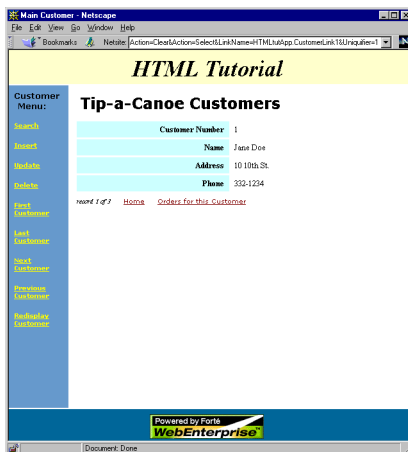 Main Customer - Netscape
File Edit View Go Window Help
Bookmarks Netsite: Action=Clear&Action=Select&LinkName=HTMLtutApp.CustomerLink1&Uniquifier=1
HTML Tutorial
Customer
Menu:
Search
Insert
Update
Delete
First
Customer
Last
Customer
Next
Customer
Previous
Customer
Redisplay
Customer
Tip-a-Canoe Customers
Customer Number 1
Name Jane Doe
Address 10 10th St.
Phone 332-1234
record 1 of 3 Home Orders for this Customer
Powered by Forté
WebEnterprise™
Document: Done